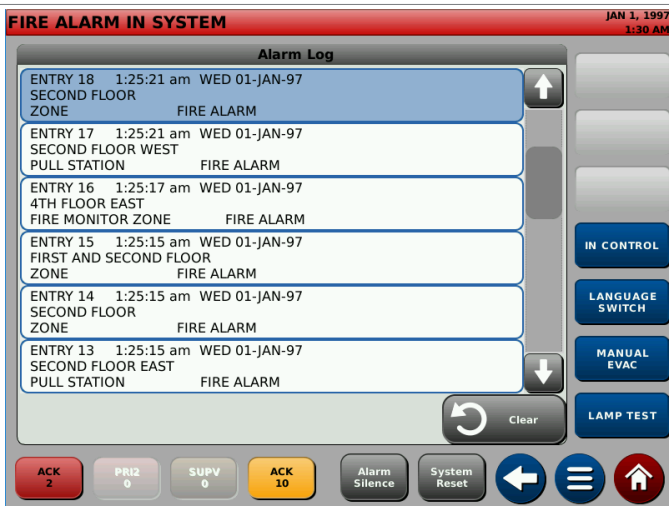 FIRE ALARM IN SYSTEM
JAN 1, 1997
1:30 AM
Alarm Log
ENTRY 18 1:25:21 am WED 01-JAN-97
SECOND FLOOR
ZONE FIRE ALARM
ENTRY 17 1:25:21 am WED 01-JAN-97
SECOND FLOOR WEST
PULL STATION FIRE ALARM
ENTRY 16 1:25:17 am WED 01-JAN-97
4TH FLOOR EAST
FIRE MONITOR ZONE FIRE ALARM
ENTRY 15 1:25:15 am WED 01-JAN-97
FIRST AND SECOND FLOOR
ZONE FIRE ALARM
ENTRY 14 1:25:15 am WED 01-JAN-97
SECOND FLOOR
ZONE FIRE ALARM
ENTRY 13 1:25:15 am WED 01-JAN-97
SECOND FLOOR EAST
PULL STATION FIRE ALARM
Clear
IN CONTROL
LANGUAGE
SWITCH
MANUAL
EVAC
LAMP TEST
ACK
2
PRI2
0
SUPV
0
ACK
10
Alarm
Silence
System
Reset